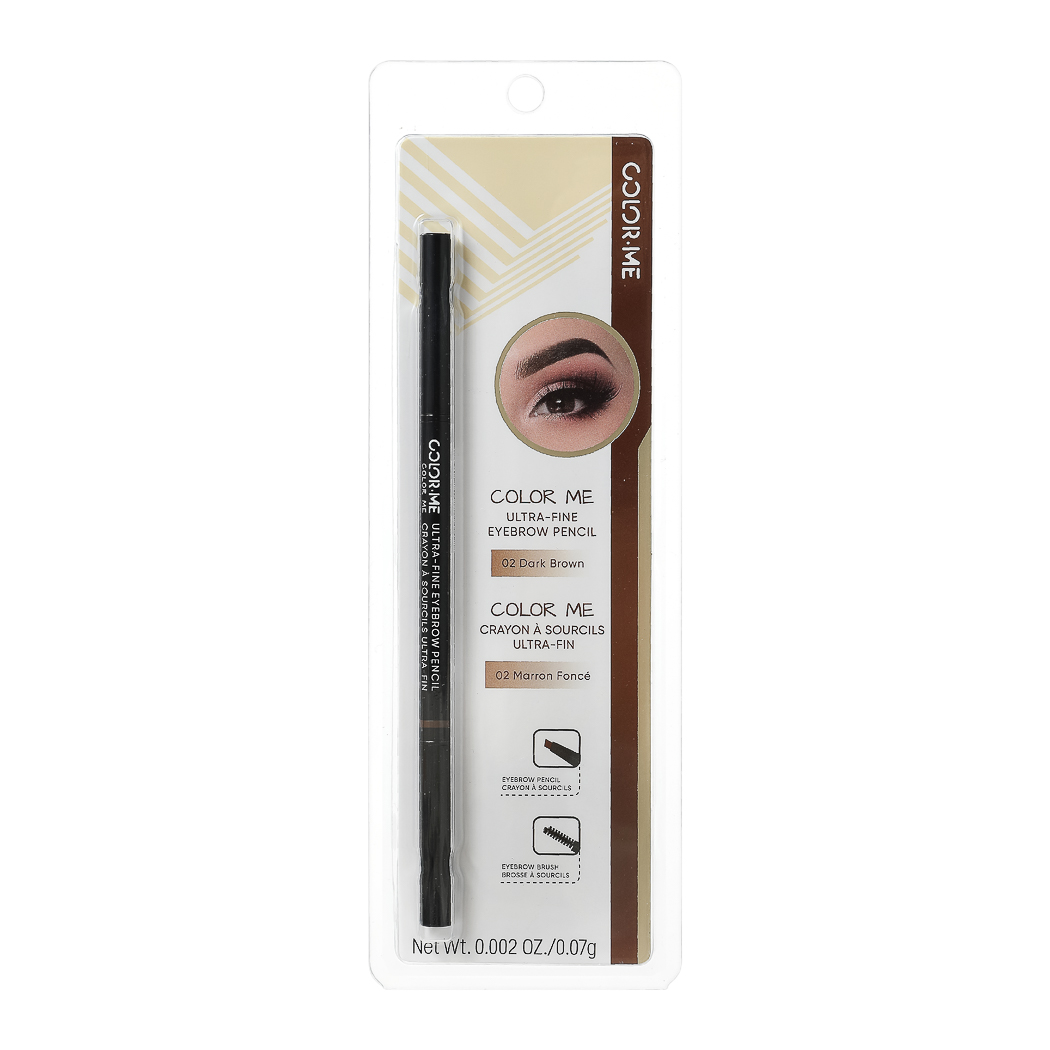 COLOR·ME
COLOR·ME ULTRA-FINE EYEBROW PENCIL
COLOR ME CRAYON À SOURCILS ULTRA FIN
COLOR ME
ULTRA-FINE
EYEBROW PENCIL
02 Dark Brown
COLOR ME
CRAYON À SOURCILS
ULTRA-FIN
02 Marron Foncé
EYEBROW PENCIL
CRAYON À SOURCILS
EYEBROW BRUSH
BROSSE À SOURCILS
Net Wt. 0.002 OZ./0.07g